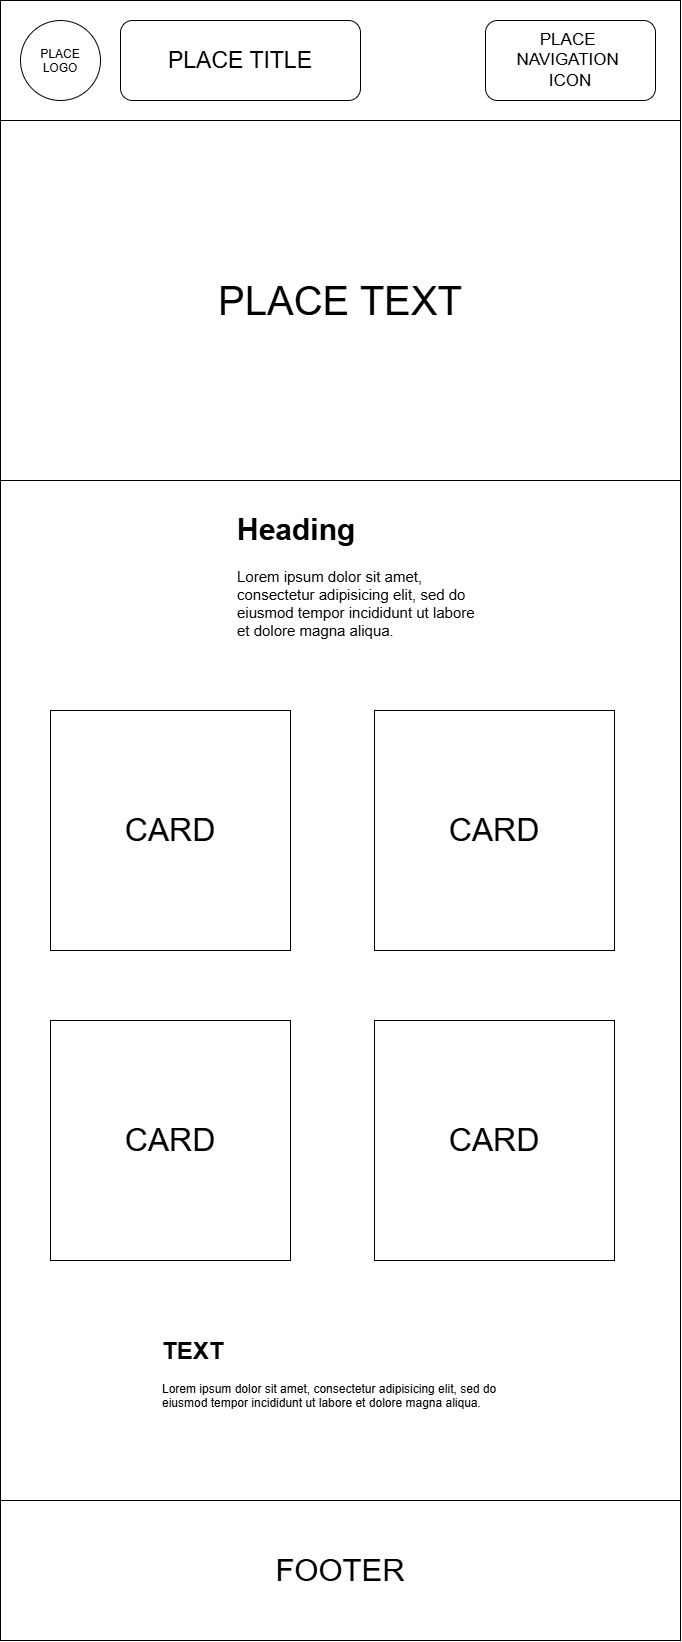 PLACE
LOGO
PLACE TITLE
PLACE
NAVIGATION
ICON
PLACE TEXT
Heading
Lorem ipsum dolor sit amet,
consectetur adipisicing elit, sed do
eiusmod tempor incididunt ut labore
et dolore magna aliqua.
CARD
CARD
CARD
CARD
TEXT
Lorem ipsum dolor sit amet, consectetur adipisicing elit, sed do
eiusmod tempor incididunt ut labore et dolore magna aliqua.
FOOTER